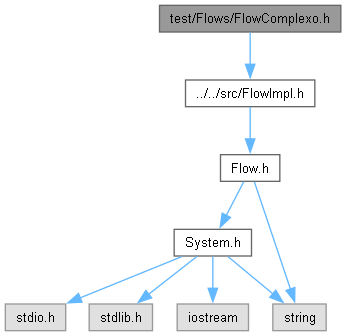 test/Flows/FlowComplexo.h
../../src/FlowImpl.h
Flow.h
System.h
stdio.h
stdlib.h
iostream
string